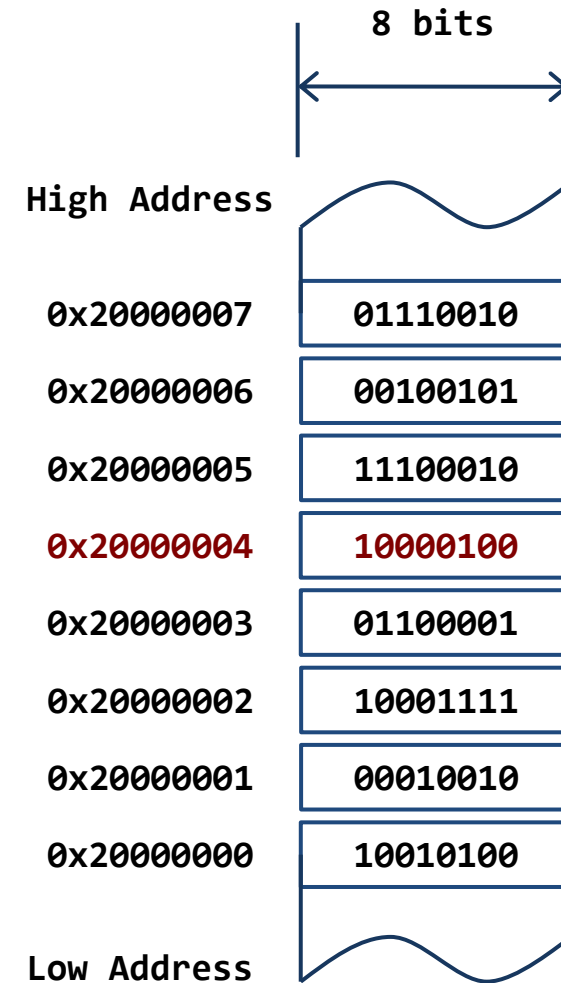 8 bits
High Address
0x20000007 01110010
0x20000006 00100101
0x20000005 11100010
0x20000004 10000100
0x20000003 01100001
0x20000002 10001111
0x20000001 00010010
0x20000000 10010100
Low Address